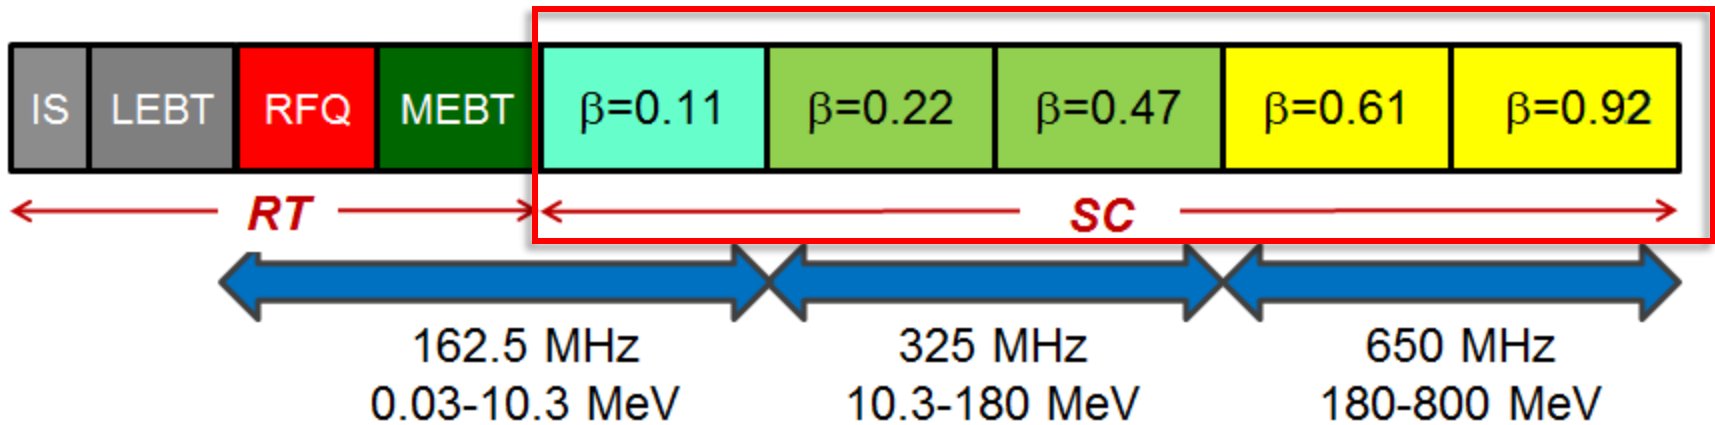 IS LEBT RFQ MEBT β=0.11 β=0.22 β=0.47 β=0.61 β=0.92
RT SC
162.5 MHz 325 MHz 650 MHz
0.03-10.3 MeV 10.3-180 MeV 180-800 MeV